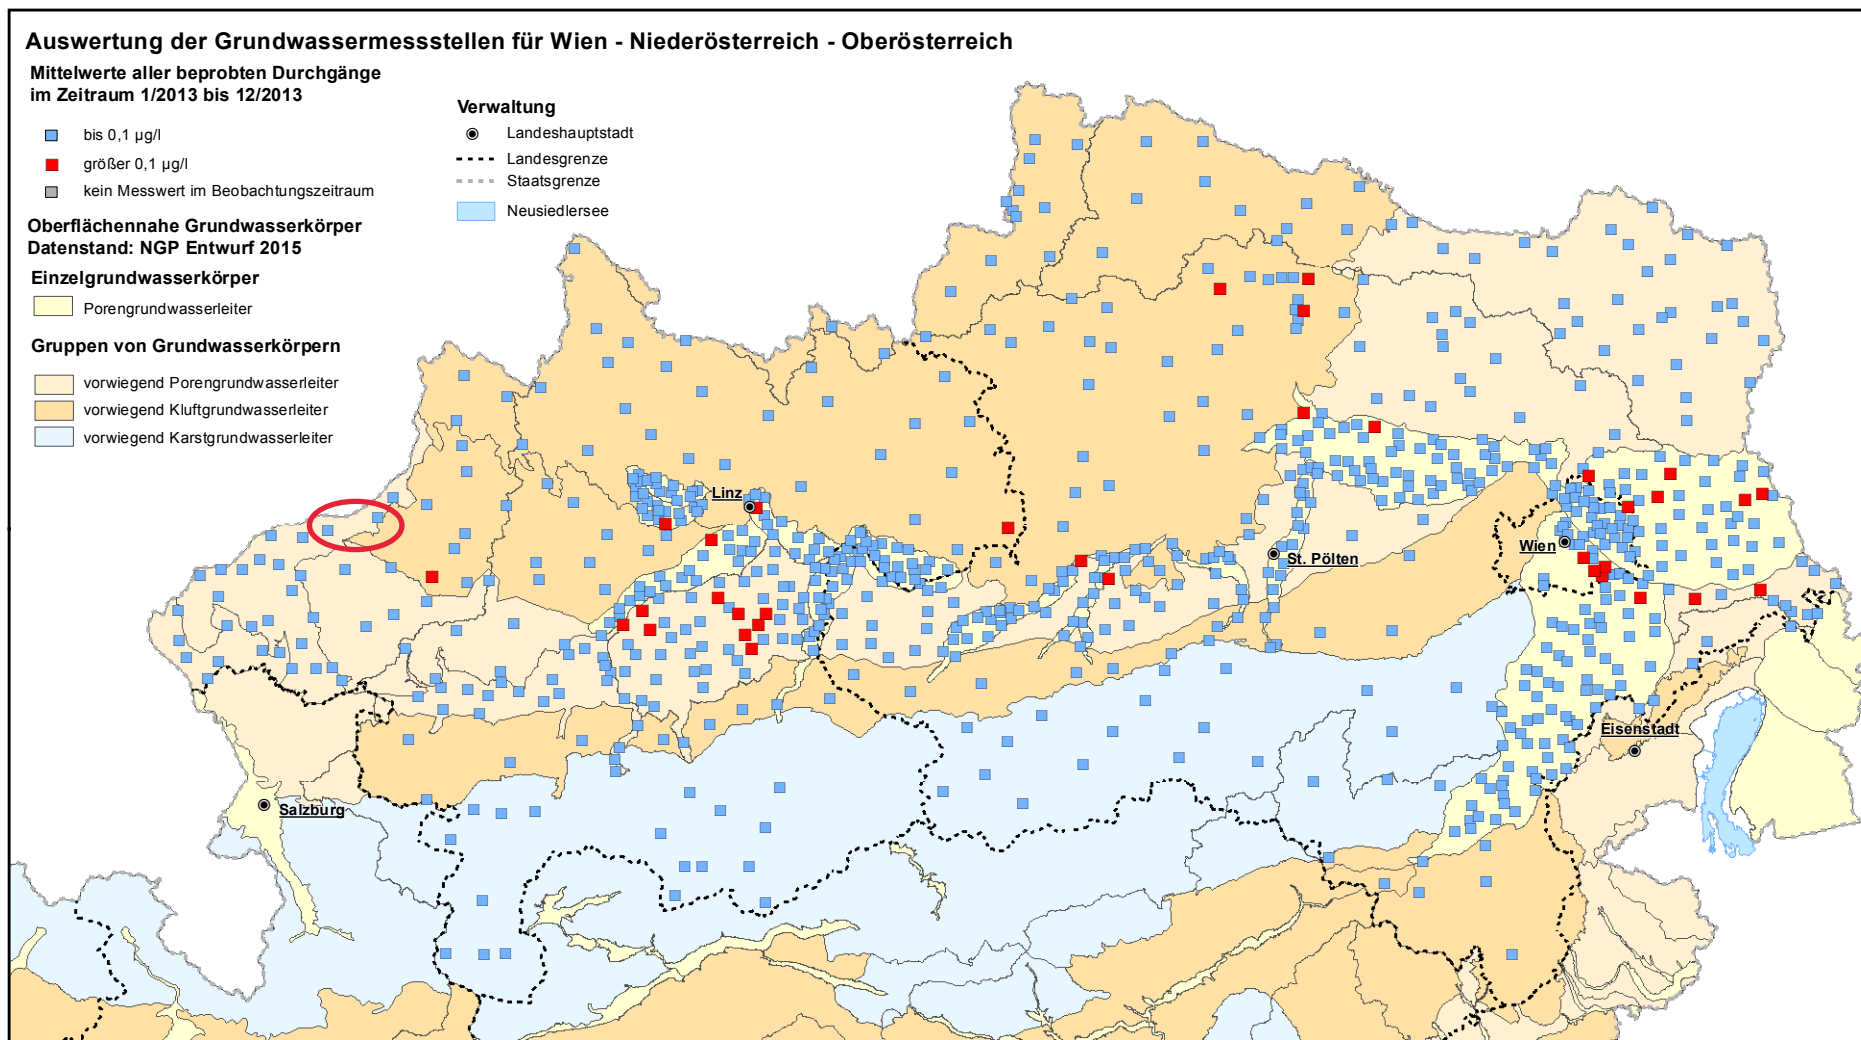 Auswertung der Grundwassermessstellen für Wien - Niederösterreich - Oberösterreich
Mittelwerte aller beprobten Durchgänge
im Zeitraum 1/2013 bis 12/2013
bis 0,1 µg/l
größer 0,1 µg/l
kein Messwert im Beobachtungszeitraum
Oberflächennahe Grundwasserkörper
Datenstand: NGP Entwurf 2015
Einzelgrundwasserkörper
Porengrundwasserleiter
Gruppen von Grundwasserkörpern
vorwiegend Porengrundwasserleiter
vorwiegend Kluftgrundwasserleiter
vorwiegend Karstgrundwasserleiter
Verwaltung
Landeshauptstadt
Landesgrenze
Staatsgrenze
Neusiedlersee
Linz
Wien
St. Pölten
Eisenstadt
Salzburg